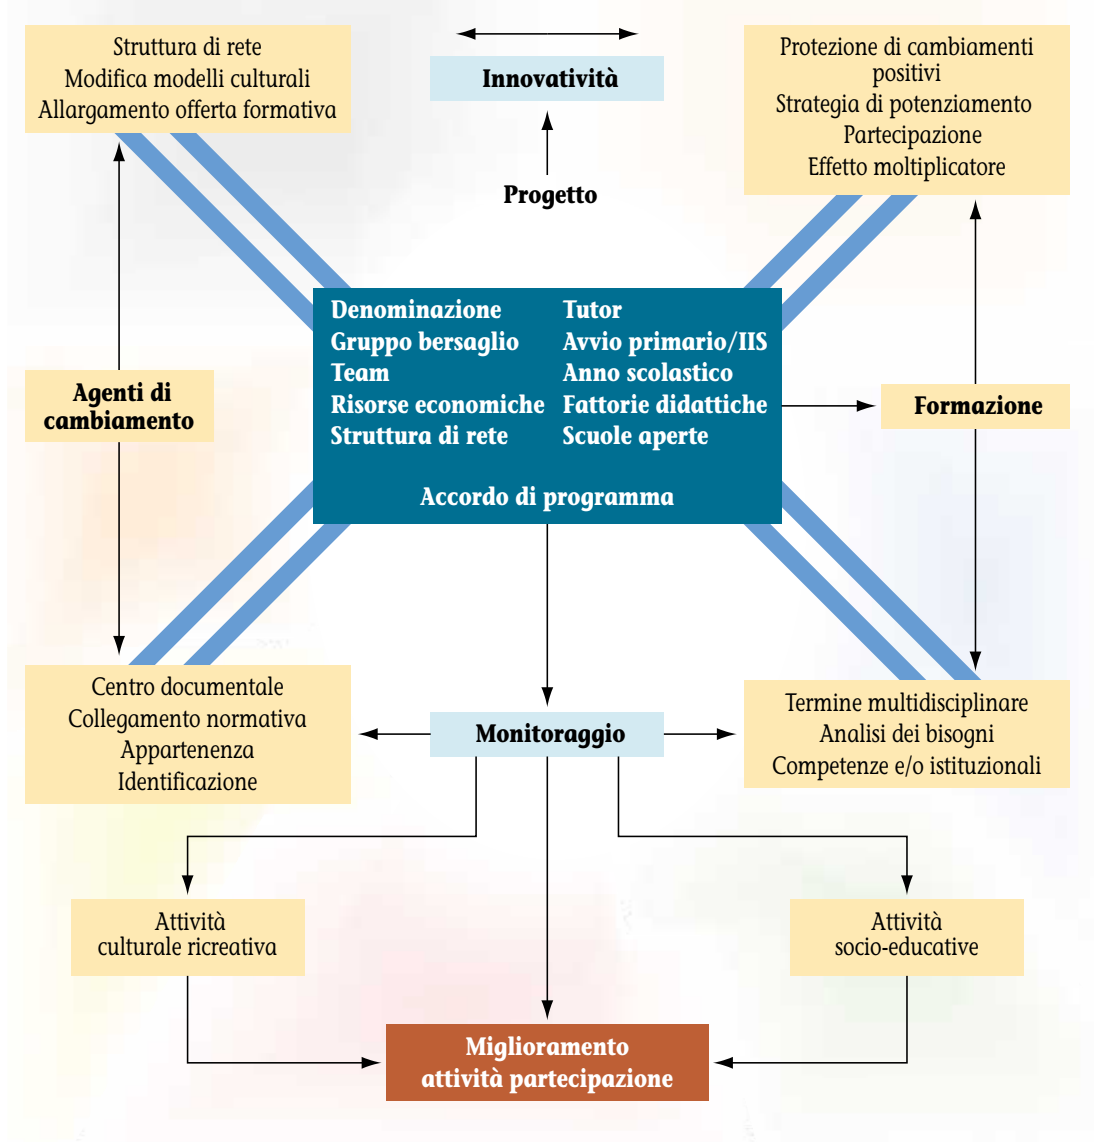 Struttura di rete
Modifica modelli culturali
Allargamento offerta formativa
Innovatività
Progetto
Protezione di cambiamenti
positivi
Strategia di potenziamento
Partecipazione
Effetto moltiplicatore
Agenti di
cambiamento
Denominazione
Gruppo bersaglio
Team
Risorse economiche
Struttura di rete
Tutor
Avvio primario/IIS
Anno scolastico
Fattorie didattiche
Scuole aperte
Accordo di programma
Formazione
Centro documentale
Collegamento normativa
Appartenenza
Identificazione
Monitoraggio
Termine multidisciplinare
Analisi dei bisogni
Competenze e/o istituzionali
Attività
culturale ricreativa
Attività
socio-educative
Miglioramento
attività partecipazione